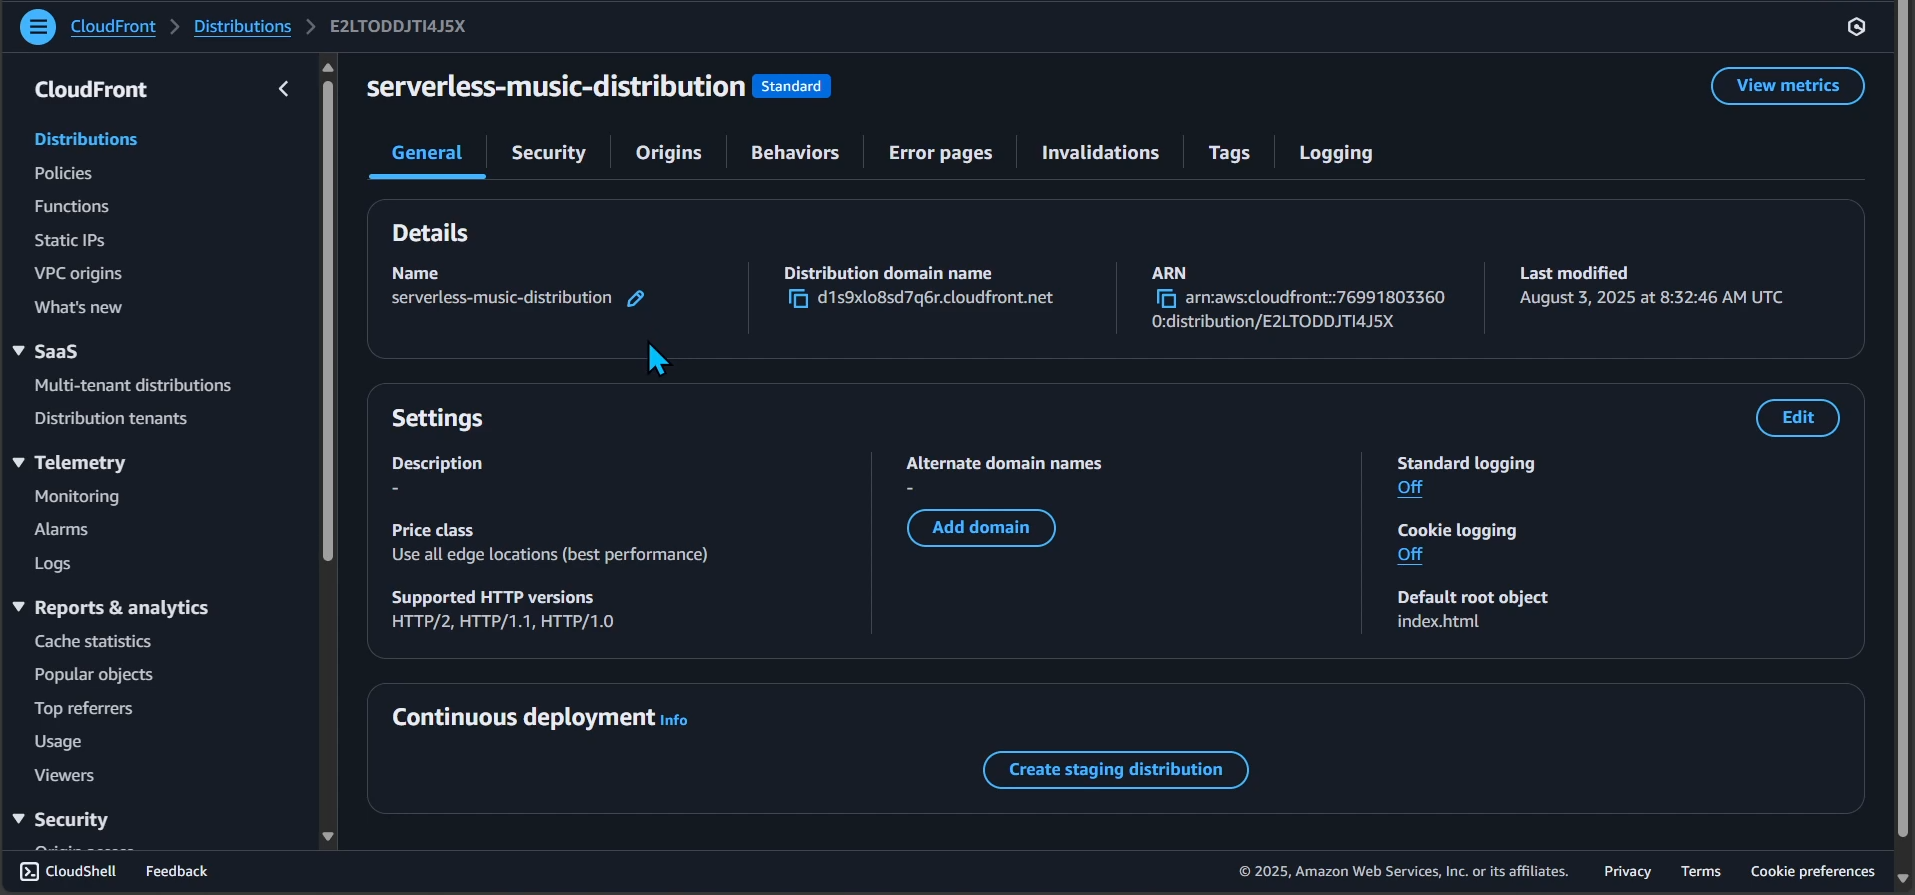 CloudFront > Distributions > E2LTODDJTI4J5X
CloudFront
Distributions
Policies
Functions
Static IPs
VPC origins
What's new
SaaS
Multi-tenant distributions
Distribution tenants
Telemetry
Monitoring
Alarms
Logs
Reports & analytics
Cache statistics
Popular objects
Top referrers
Usage
Viewers
Security
serverless-music-distribution Standard
View metrics
General Security Origins Behaviors Error pages Invalidations Tags Logging
Details
Name
serverless-music-distribution
Distribution domain name
d1s9xlo8sd7q6r.cloudfront.net
ARN
arn:aws:cloudfront::76991803360
0:distribution/E2LTODDJTI4J5X
Last modified
August 3, 2025 at 8:32:46 AM UTC
Settings
Edit
Description
-
Price class
Use all edge locations (best performance)
Supported HTTP versions
HTTP/2, HTTP/1.1, HTTP/1.0
Alternate domain names
-
Add domain
Standard logging
Off
Cookie logging
Off
Default root object
index.html
Continuous deployment Info
Create staging distribution
CloudShell Feedback © 2025, Amazon Web Services, Inc. or its affiliates. Privacy Terms Cookie preferences